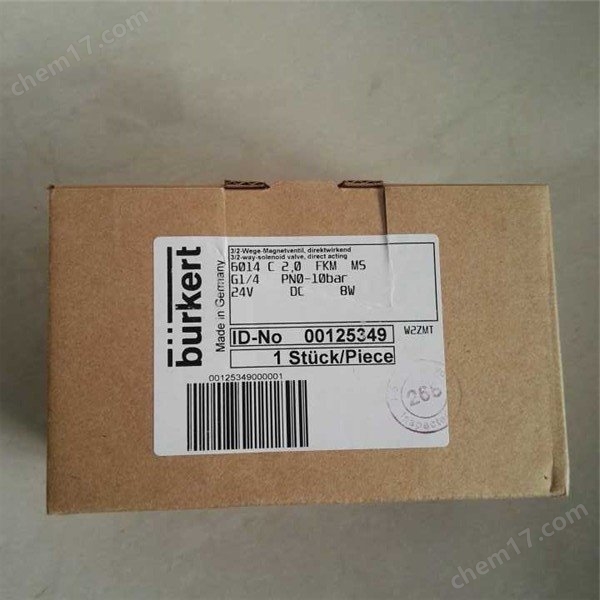 chem17.com
bürkert
Made in Germany
3/2-Wege-Magnetventil, direktwirkend
3/2-way-solenoid valve, direct acting
6014 C 2,0 FKM MS
G1/4 PN0-10bar
24V DC 8W
ID-No 00125349
W2ZMT
1 Stück/Piece
00125349000001
268
chem17.com